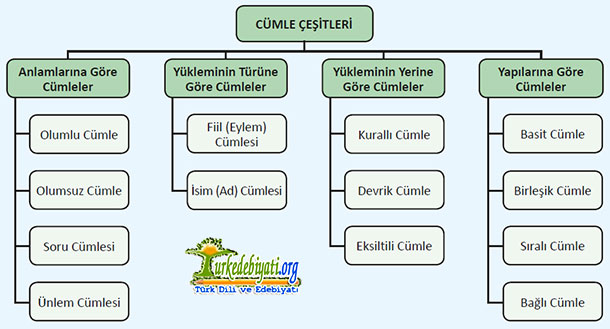 CÜMLE ÇEŞİTLERİ
Anlamlarına Göre
Cümleler
Olumlu Cümle
Olumsuz Cümle
Soru Cümlesi
Ünlem Cümlesi
Yükleminin Türüne
Göre Cümleler
Fiil (Eylem)
Cümlesi
İsim (Ad) Cümlesi
Yükleminin Yerine
Göre Cümleler
Kurallı Cümle
Devrik Cümle
Eksiltili Cümle
Yapılarına Göre
Cümleler
Basit Cümle
Birleşik Cümle
Sıralı Cümle
Bağlı Cümle
Turkedebiyati.org
Türk Dili ve Edebiyatı